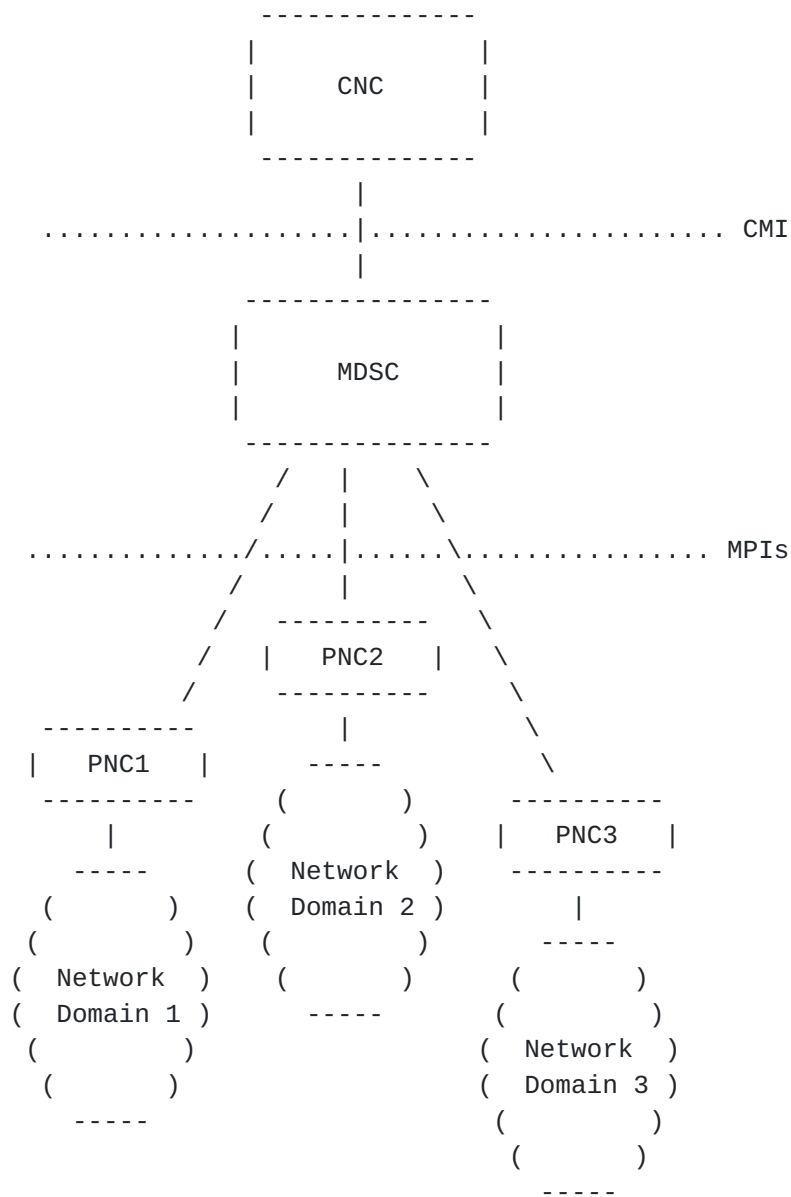 CNC
CMI
MDSC
MPIs
PNC2
PNC1
PNC3
Network
Domain 2
Network
Domain 1
Network
Domain 3